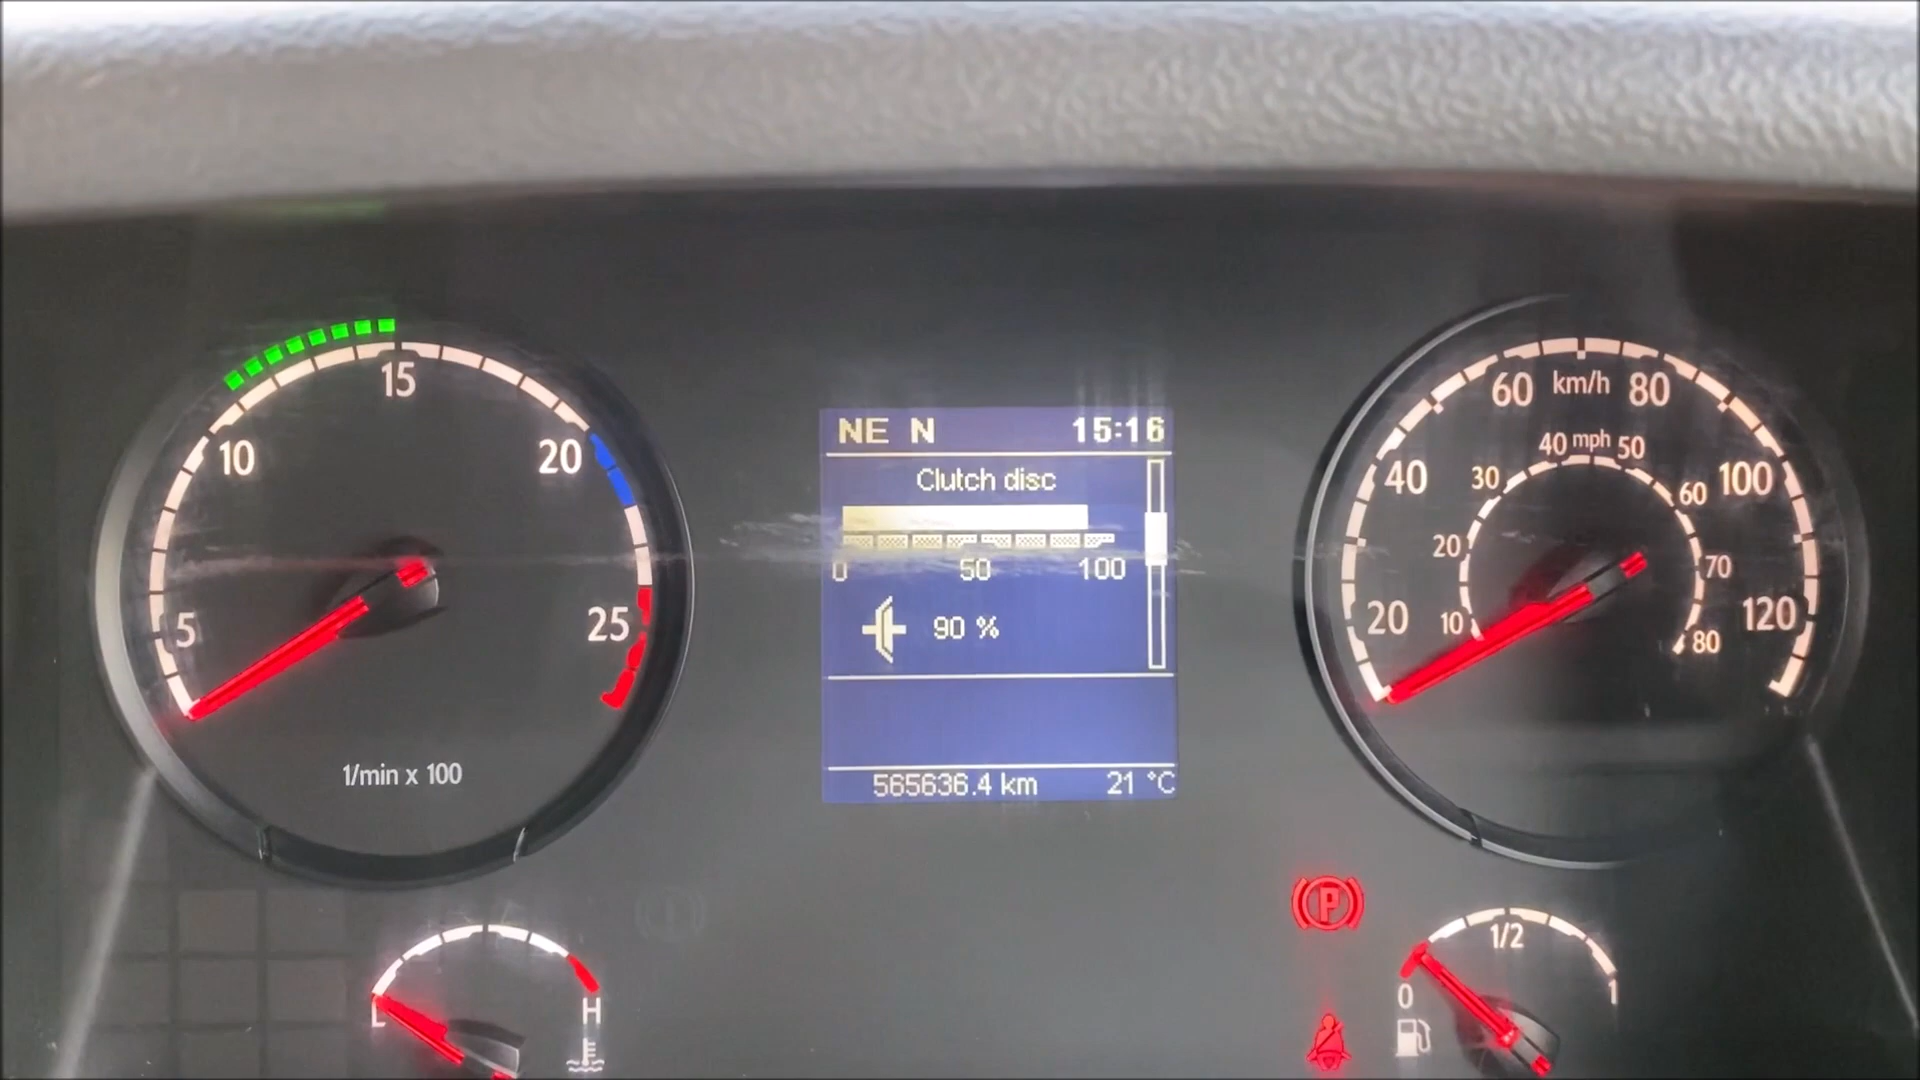 15
10
20
5
25
1/min x 100
NE N 15:16
Clutch disc
0 50 100
90 %
565636.4 km 21 °C
60 km/h 80
40 mph 50
40 30 60 100
20 70
20 10 80 120
L H
P
1/2
0 1